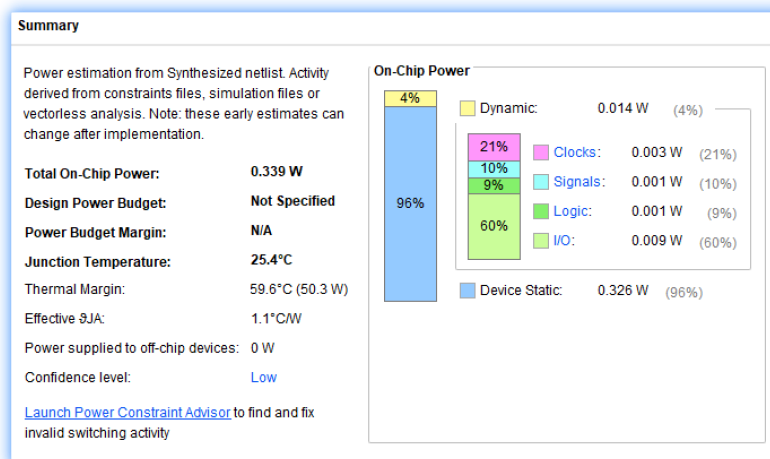 Summary
Power estimation from Synthesized netlist. Activity
derived from constraints files, simulation files or
vectorless analysis. Note: these early estimates can
change after implementation.
Total On-Chip Power: 0.339 W
Design Power Budget: Not Specified
Power Budget Margin: N/A
Junction Temperature: 25.4°C
Thermal Margin: 59.6°C (50.3 W)
Effective ϑJA: 1.1°C/W
Power supplied to off-chip devices: 0 W
Confidence level: Low
Launch Power Constraint Advisor to find and fix
invalid switching activity
On-Chip Power
4%
96%
Dynamic: 0.014 W (4%)
21%
10%
9%
60%
Clocks: 0.003 W (21%)
Signals: 0.001 W (10%)
Logic: 0.001 W (9%)
I/O: 0.009 W (60%)
Device Static: 0.326 W (96%)